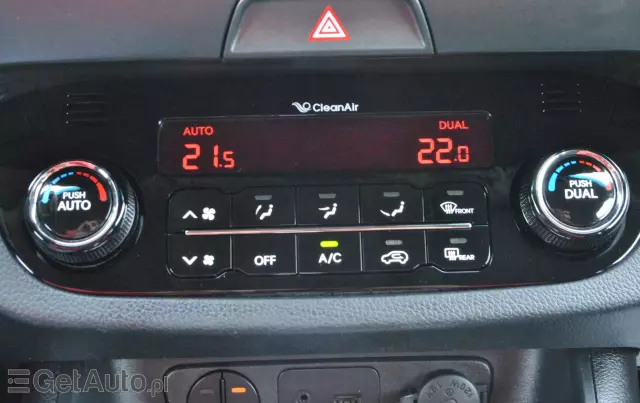 CleanAir
AUTO DUAL
21.5 22.0
PUSH
AUTO
PUSH
DUAL
FRONT
OFF A/C REAR
GetAuto.pl